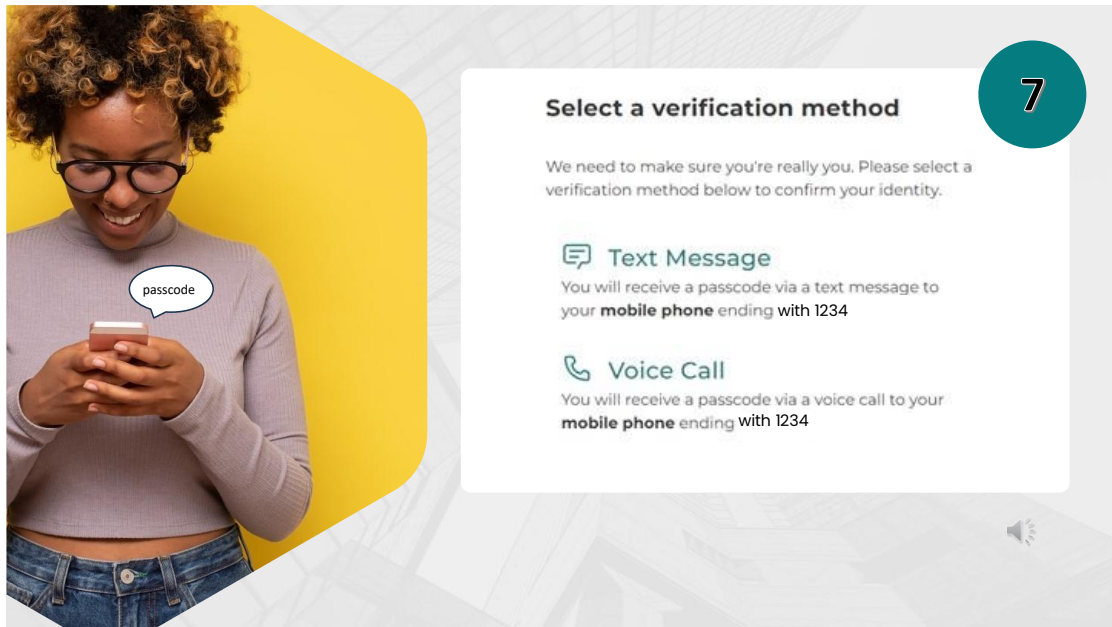 passcode
7
Select a verification method
We need to make sure you're really you. Please select a
verification method below to confirm your identity.
Text Message
You will receive a passcode via a text message to
your mobile phone ending with 1234
Voice Call
You will receive a passcode via a voice call to your
mobile phone ending with 1234